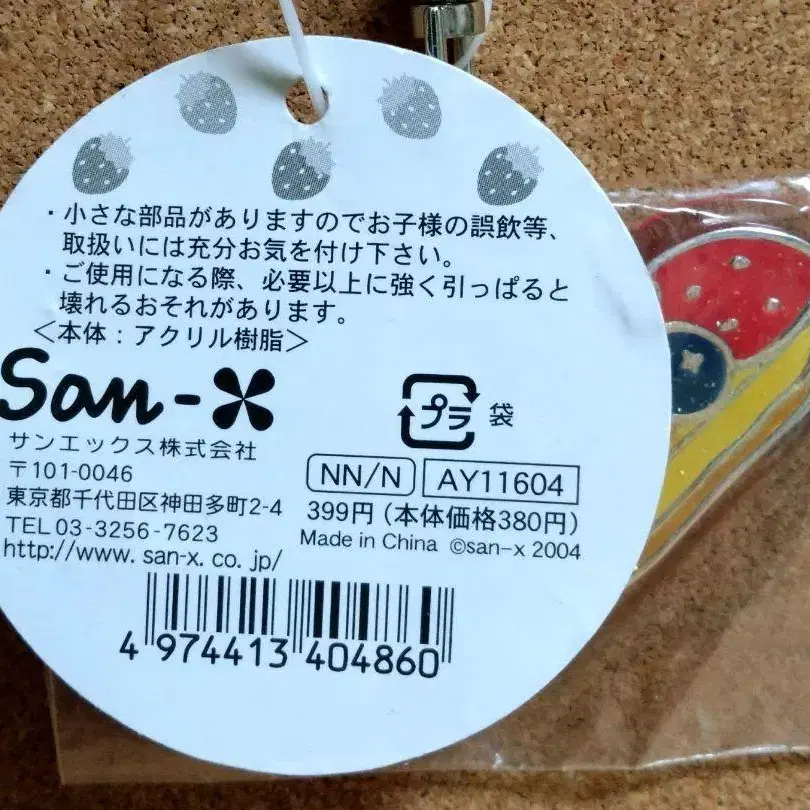 ・小さな部品がありますのでお子様の誤飲等、
取扱いには充分お気を付け下さい。
・ご使用になる際、必要以上に強く引っぱると
壊れるおそれがあります。
＜本体：アクリル樹脂＞
San-X
サンエックス株式会社
〒101-0046
東京都千代田区神田多町2-4
TEL 03-3256-7623
http://www.san-x.co.jp/
プラ 袋
NN/N AY11604
399円（本体価格380円）
Made in China ©san-x 2004
4 974413 404860